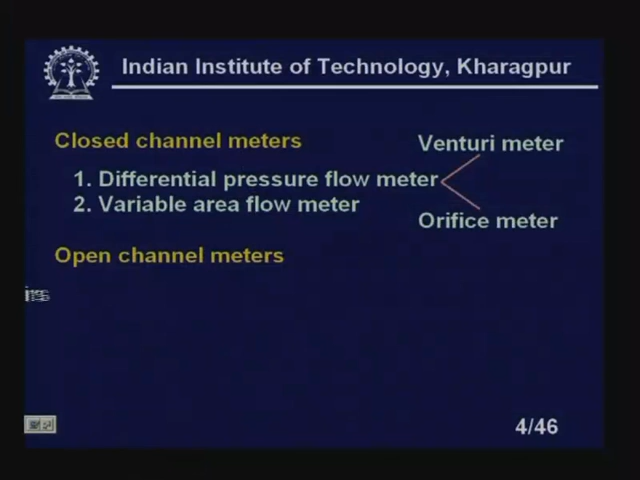 Indian Institute of Technology, Kharagpur
Closed channel meters
Venturi meter
1. Differential pressure flow meter
2. Variable area flow meter
Orifice meter
Open channel meters
4/46